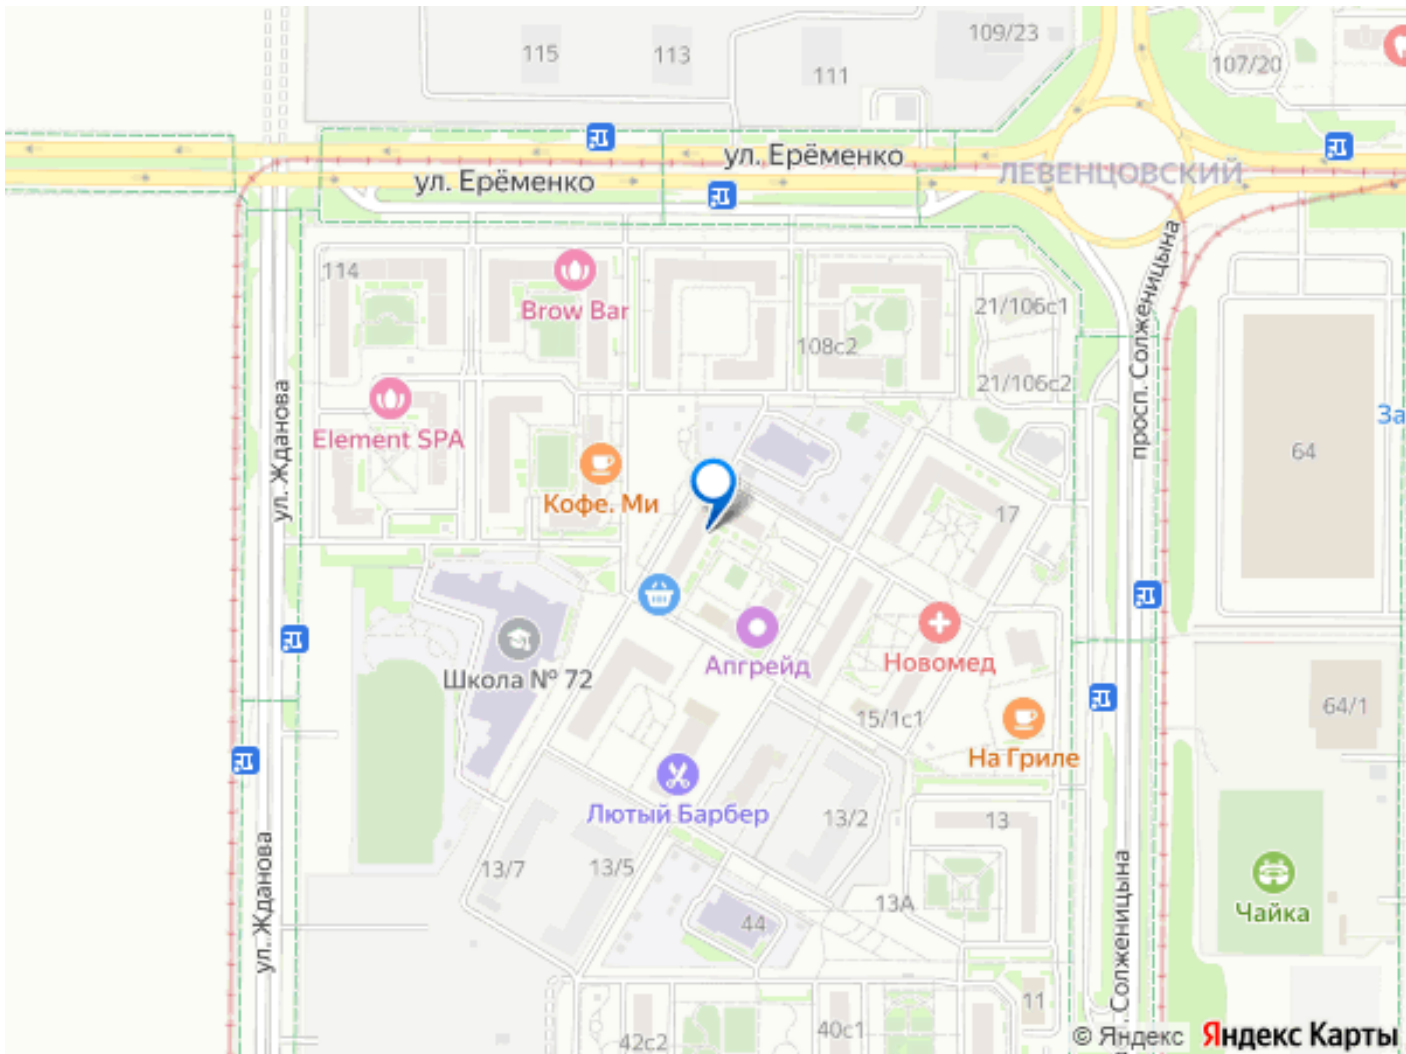 109/23
115
113
111
107/20
ул. Ерёменко
ул. Ерёменко
ЛЕВЕНЦОВСКИЙ
114
Brow Bar
21/106с1
108с2
21/106с2
просп. Солженицына
ул. Жданова
Element SPA
За
64
Кофе. Ми
17
Школа № 72
Апгрейд
Новомед
15/1с1
64/1
На Гриле
Лютый Барбер
13/2
13
13/7
13/5
13А
44
Чайка
ул. Жданова
. Солженицына
11
42с2
40с1
© Яндекс Яндекс Карты